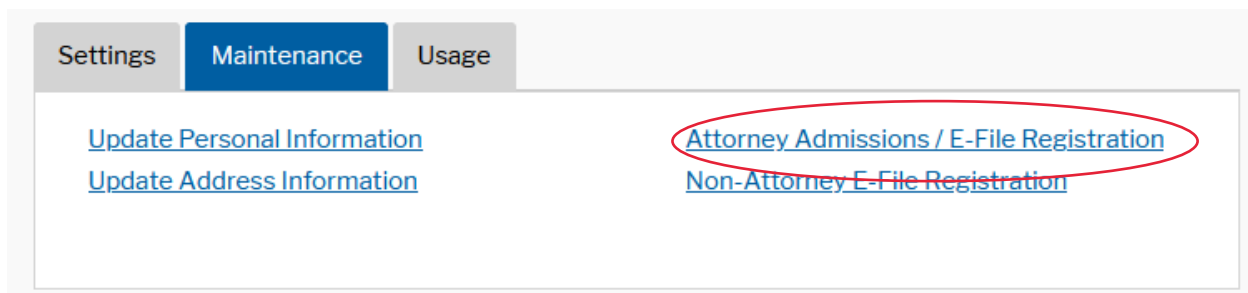 Settings Maintenance Usage
Update Personal Information Attorney Admissions / E-File Registration
Update Address Information Non-Attorney E-File Registration